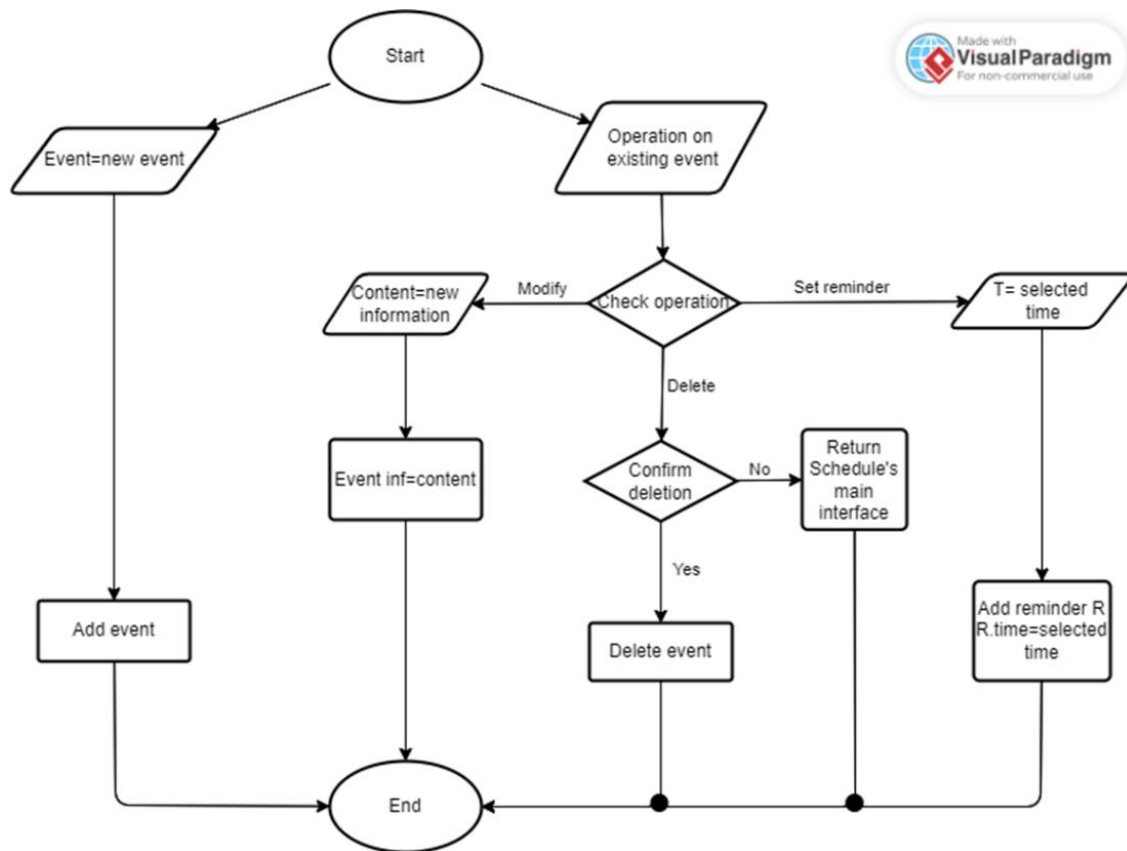 Made with
Visual Paradigm
For non-commercial use
Start
Event=new event
Operation on
existing event
Content=new
information
Modify
Check operation
Set reminder
T= selected
time
Delete
Event inf=content
Confirm
deletion
No
Return
Schedule's
main
interface
Yes
Add event
Delete event
Add reminder R
R.time=selected
time
End